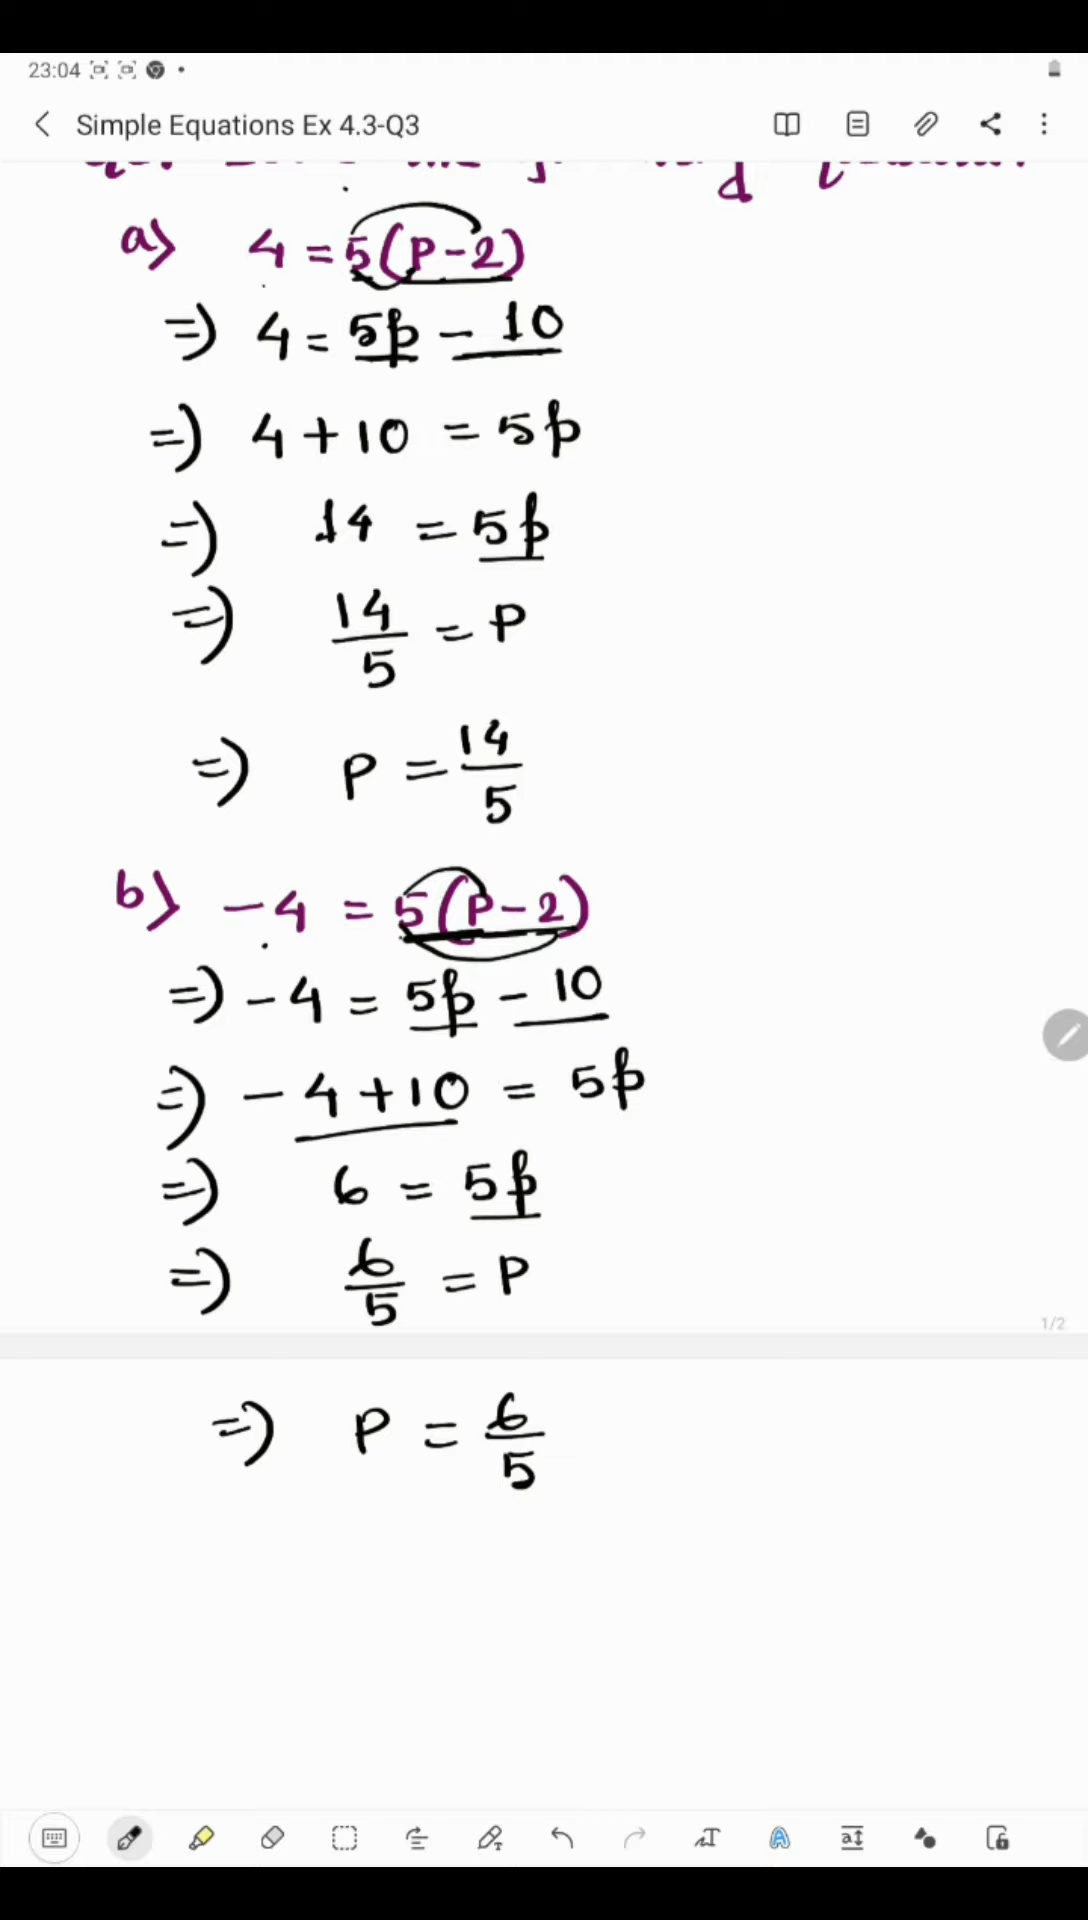 23:04
Simple Equations Ex 4.3-Q3
a) 4 = 5(P-2)
=) 4 = 5p - 10
=) 4 + 10 = 5p
=) 14 = 5p
=) 14/5 = P
=) P = 14/5
b) -4 = 5(P-2)
=) -4 = 5p - 10
=) -4 + 10 = 5p
=) 6 = 5p
=) 6/5 = P
1/2
=) P = 6/5